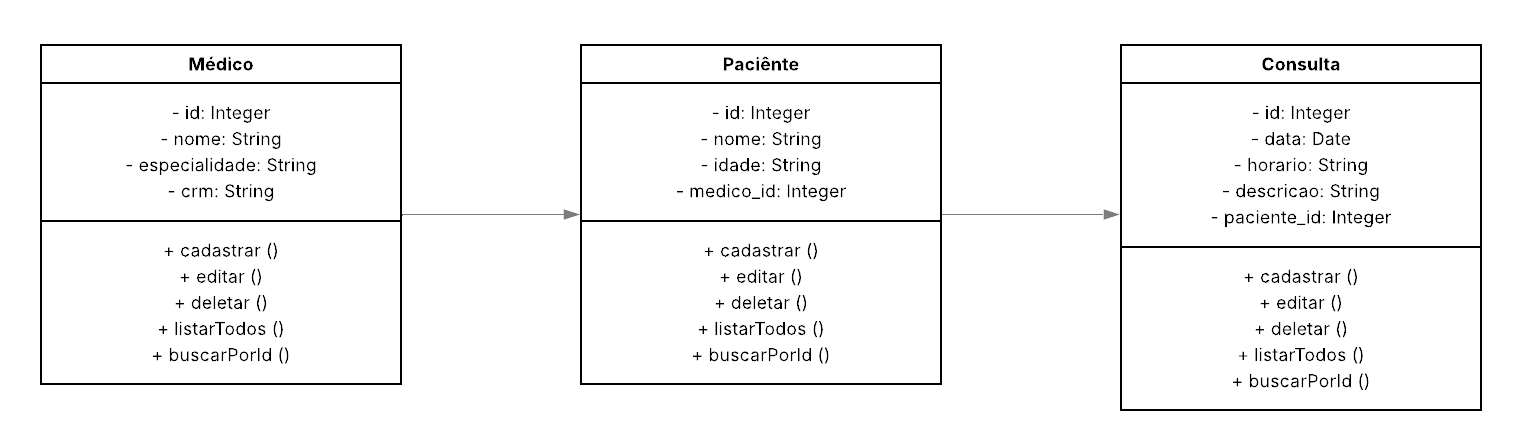 Médico
- id: Integer
- nome: String
- especialidade: String
- crm: String
+ cadastrar ()
+ editar ()
+ deletar ()
+ listarTodos ()
+ buscarPorId ()
Paciênte
- id: Integer
- nome: String
- idade: String
- medico_id: Integer
+ cadastrar ()
+ editar ()
+ deletar ()
+ listarTodos ()
+ buscarPorId ()
Consulta
- id: Integer
- data: Date
- horario: String
- descricao: String
- paciente_id: Integer
+ cadastrar ()
+ editar ()
+ deletar ()
+ listarTodos ()
+ buscarPorId ()